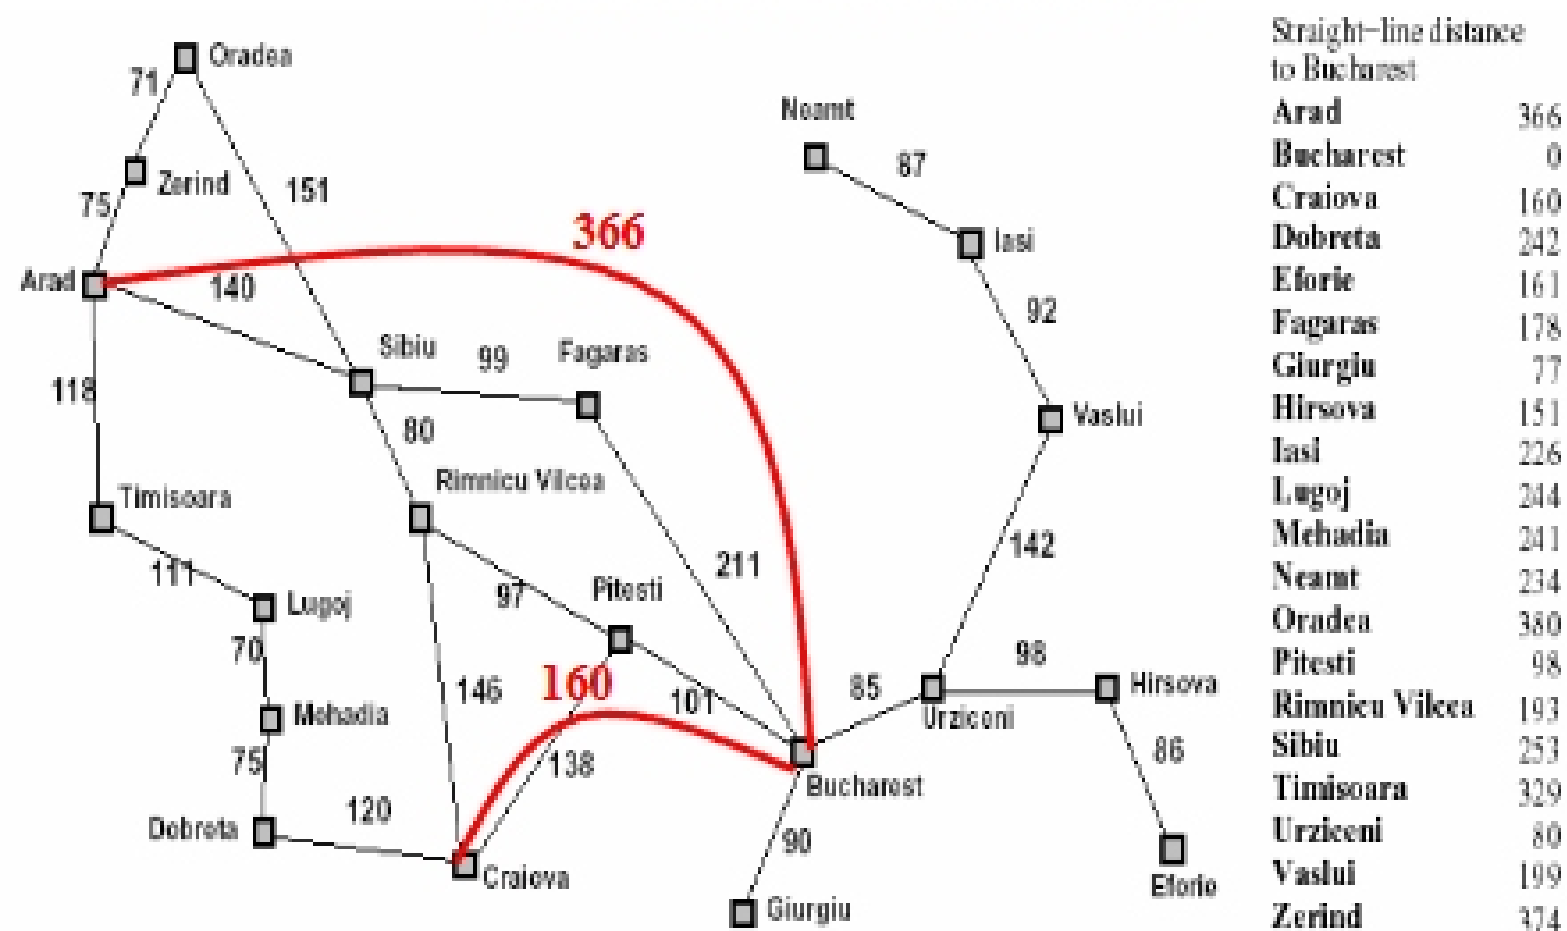 Oradea
71
Zerind
151
75
Arad
140
366
118
Sibiu
99
Fagaras
80
Timisoara
Rimnicu Vilcea
111
Lugoj
97
Pitesti
211
70
Mehadia
146
160
101
138
75
Dobreta
120
Craiova
Neamt
87
Iasi
92
Vaslui
142
85
98
Hirsova
Urziceni
86
Bucharest
90
Giurgiu
Eforie
Straight-line distance
to Bucharest
Arad 366
Bucharest 0
Craiova 160
Dobreta 242
Eforie 161
Fagaras 178
Giurgiu 77
Hirsova 151
Iasi 226
Lugoj 244
Mehadia 241
Neamt 234
Oradea 380
Pitesti 98
Rimnicu Vilcea 193
Sibiu 253
Timisoara 329
Urziceni 80
Vaslui 199
Zerind 374